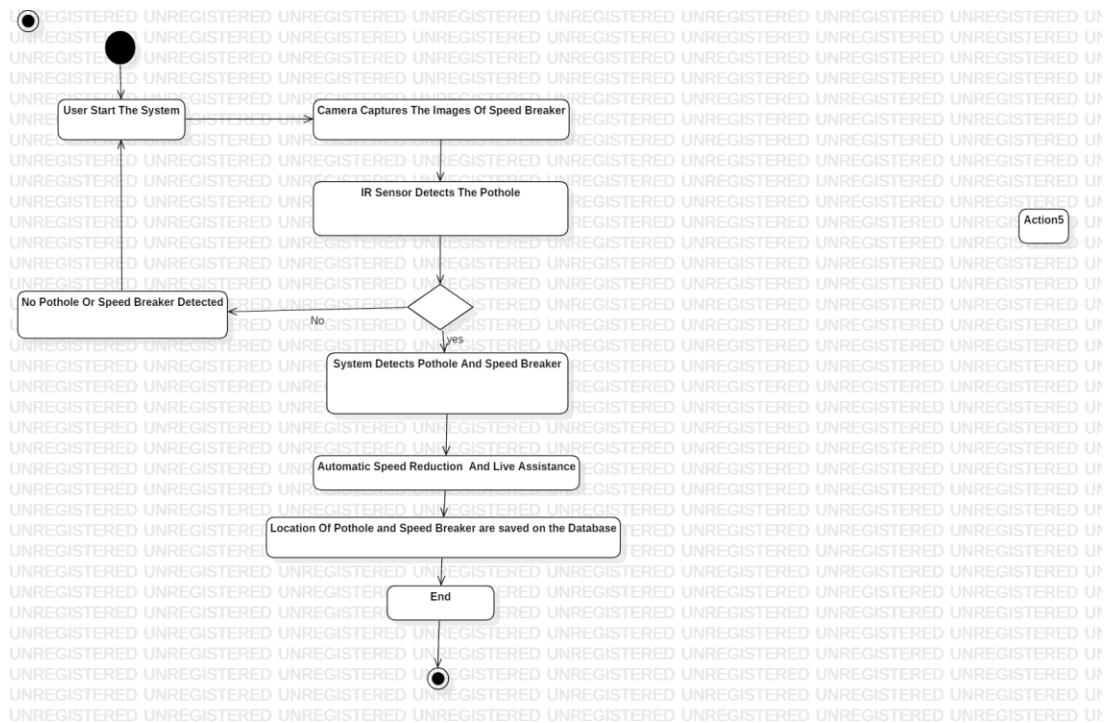 User Start The System
Camera Captures The Images Of Speed Breaker
IR Sensor Detects The Pothole
Action5
No Pothole Or Speed Breaker Detected
No
yes
System Detects Pothole And Speed Breaker
Automatic Speed Reduction  And Live Assistance
Location Of Pothole and Speed Breaker are saved on the Database
End
UNREGISTERED